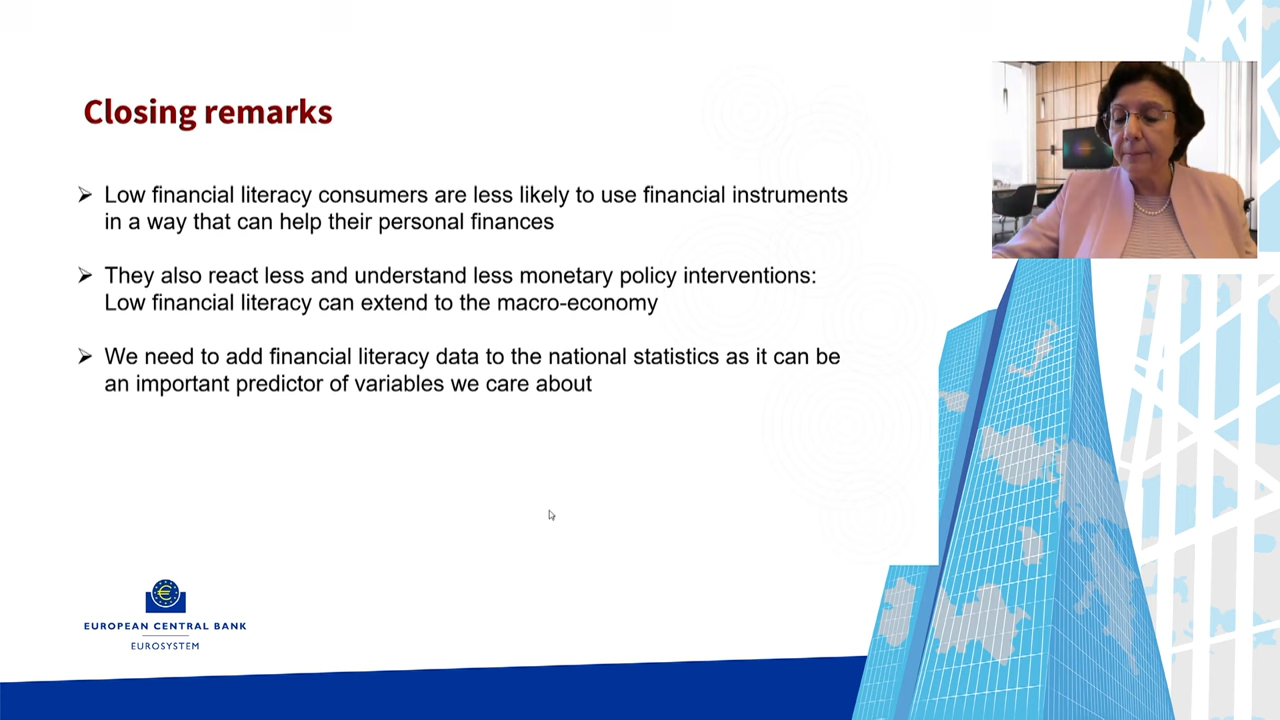 Closing remarks
➢ Low financial literacy consumers are less likely to use financial instruments
in a way that can help their personal finances
➢ They also react less and understand less monetary policy interventions:
Low financial literacy can extend to the macro-economy
➢ We need to add financial literacy data to the national statistics as it can be
an important predictor of variables we care about
EUROPEAN CENTRAL BANK
EUROSYSTEM